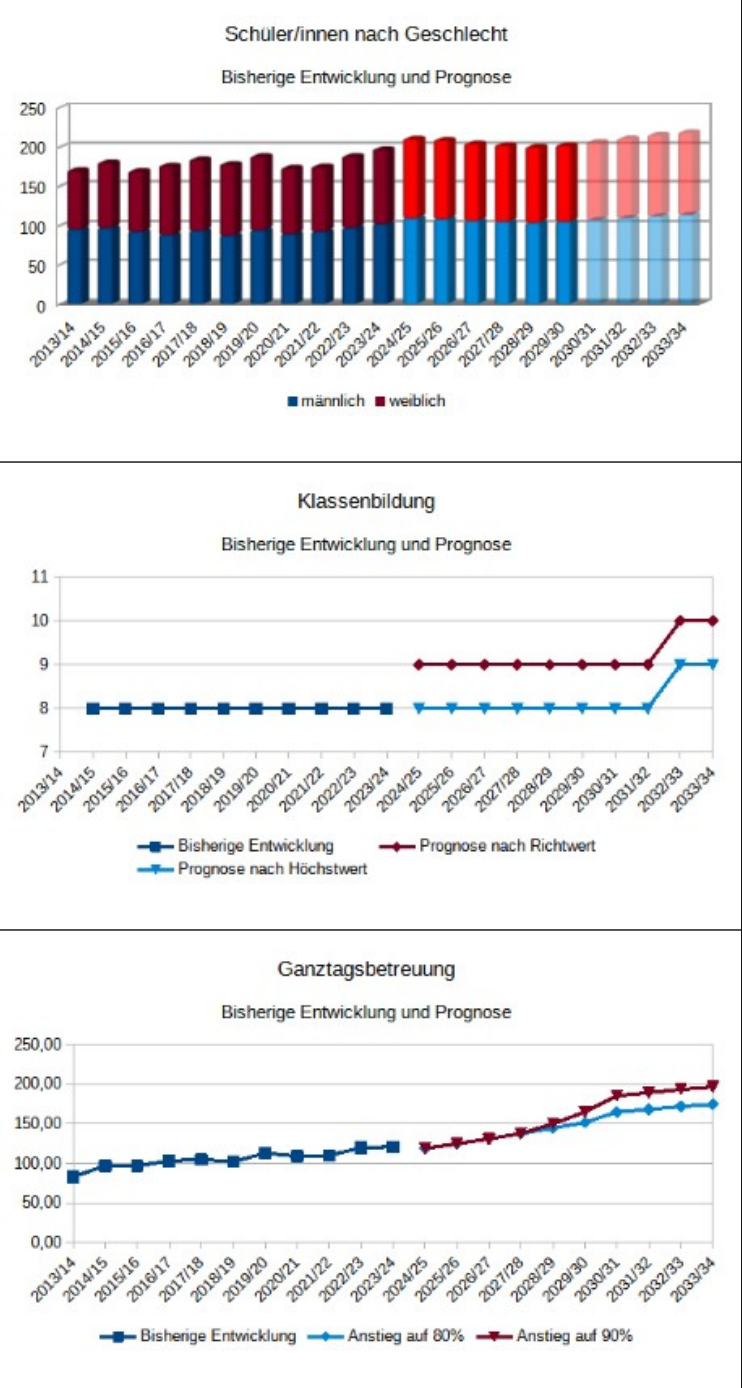 Schüler/innen nach Geschlecht
Bisherige Entwicklung und Prognose
250
200
150
100
50
0
2013/14 2014/15 2015/16 2016/17 2017/18 2018/19 2019/20 2020/21 2021/22 2022/23 2023/24 2024/25 2025/26 2026/27 2027/28 2028/29 2029/30 2030/31 2031/32 2032/33 2033/34
männlich weiblich
Klassenbildung
Bisherige Entwicklung und Prognose
11
10
9
8
7
2013/14 2014/15 2015/16 2016/17 2017/18 2018/19 2019/20 2020/21 2021/22 2022/23 2023/24 2024/25 2025/26 2026/27 2027/28 2028/29 2029/30 2030/31 2031/32 2032/33 2033/34
Bisherige Entwicklung Prognose nach Richtwert
Prognose nach Höchstwert
Ganztagsbetreuung
Bisherige Entwicklung und Prognose
250,00
200,00
150,00
100,00
50,00
0,00
2013/14 2014/15 2015/16 2016/17 2017/18 2018/19 2019/20 2020/21 2021/22 2022/23 2023/24 2024/25 2025/26 2026/27 2027/28 2028/29 2029/30 2030/31 2031/32 2032/33 2033/34
Bisherige Entwicklung Anstieg auf 80% Anstieg auf 90%